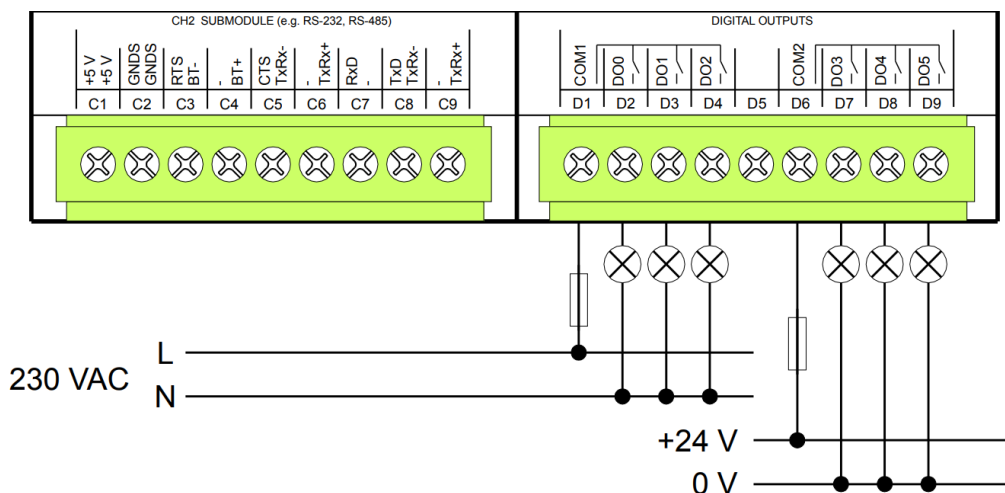 CH2 SUBMODULE (e.g. RS-232, RS-485)
+5 V GNDS RTS - CTS - RxD TxD -
+5 V GNDS BT- BT+ TxRx- TxRx+ - TxRx- TxRx+
C1 C2 C3 C4 C5 C6 C7 C8 C9
DIGITAL OUTPUTS
COM1 DO0 DO1 DO2 COM2 DO3 DO4 DO5
D1 D2 D3 D4 D5 D6 D7 D8 D9
230 VAC
L
N
+24 V
0 V